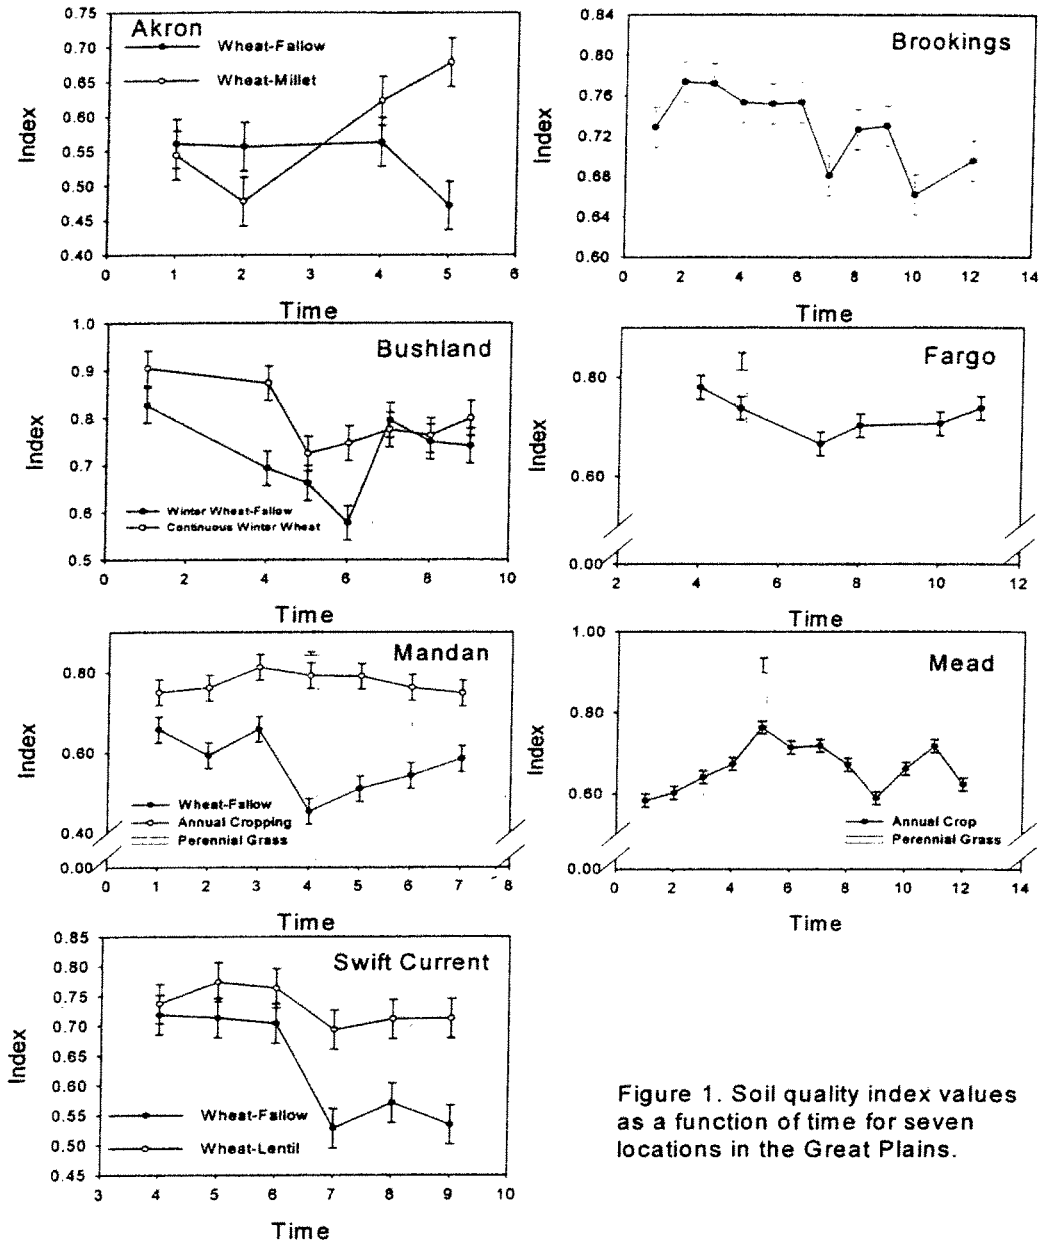 Akron
Wheat-Fallow
Wheat-Millet
Index
0.75
0.70
0.65
0.60
0.55
0.50
0.45
0.40
0 1 2 3 4 5 6
Time
Brookings
Index
0.84
0.80
0.76
0.72
0.68
0.64
0.60
0 2 4 6 8 10 12 14
Time
Bushland
Index
1.0
0.9
0.8
0.7
0.6
0.5
Winter Wheat-Fallow
Continuous Winter Wheat
0 2 4 6 8 10
Time
Fargo
Index
0.80
0.60
0.00
2 4 6 8 10 12
Time
Mandan
Index
0.80
0.60
0.40
0.00
Wheat-Fallow
Annual Cropping
Perennial Grass
0 1 2 3 4 5 6 7 8
Time
Mead
Index
1.00
0.80
0.60
0.00
Annual Crop
Perennial Grass
0 2 4 6 8 10 12 14
Time
Swift Current
Index
0.85
0.80
0.75
0.70
0.65
0.60
0.55
0.50
0.45
Wheat-Fallow
Wheat-Lentil
3 4 5 6 7 8 9 10
Time
Figure 1. Soil quality index values
as a function of time for seven
locations in the Great Plains.